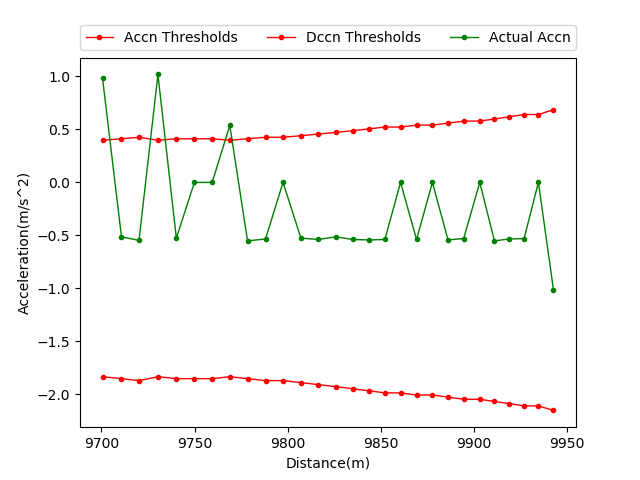 Accn Thresholds Dccn Thresholds Actual Accn
1.0
0.5
0.0
−0.5
−1.0
−1.5
−2.0
Acceleration(m/s^2)
9700 9750 9800 9850 9900 9950
Distance(m)